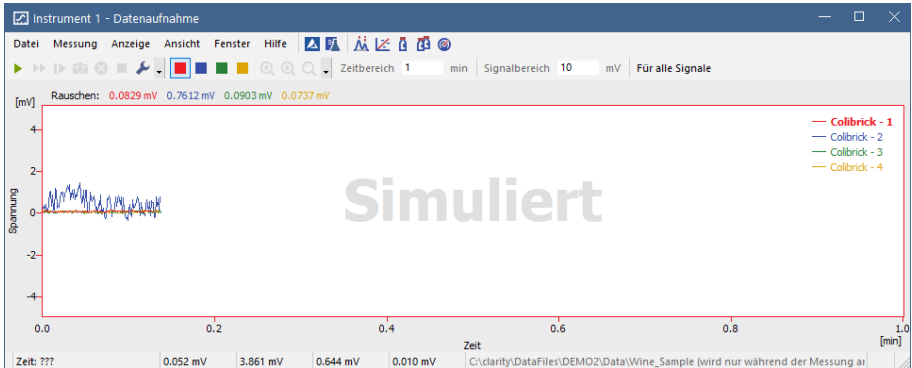 Instrument 1 - Datenaufnahme
Datei Messung Anzeige Ansicht Fenster Hilfe
Zeitbereich 1 min Signalbereich 10 mV Für alle Signale
Rauschen: 0.0829 mV 0.7612 mV 0.0903 mV 0.0737 mV
[mV]
Colibrick - 1
Colibrick - 2
Colibrick - 3
Colibrick - 4
4
2
0
-2
-4
Spannung
Simuliert
0.0 0.2 0.4 0.6 0.8 1.0
Zeit
[min]
Zeit: ??? 0.052 mV 3.861 mV 0.644 mV 0.010 mV C:\clarity\DataFiles\DEMO2\Data\Wine_Sample (wird nur während der Messung ar